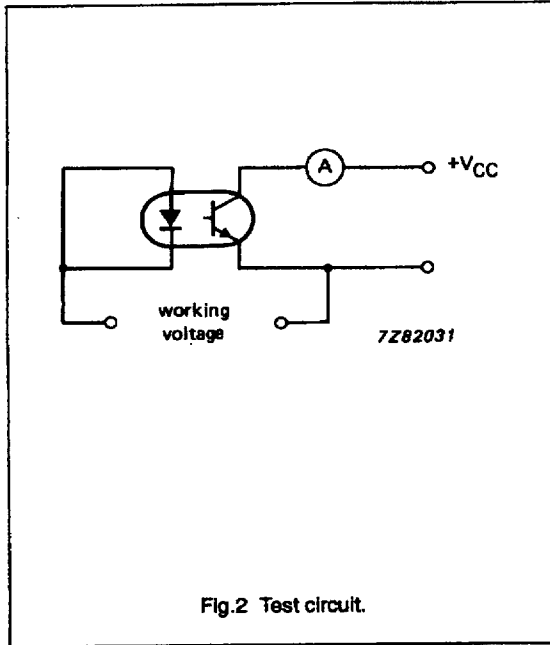 A
+VCC
working
voltage
7Z82031
Fig.2 Test circuit.